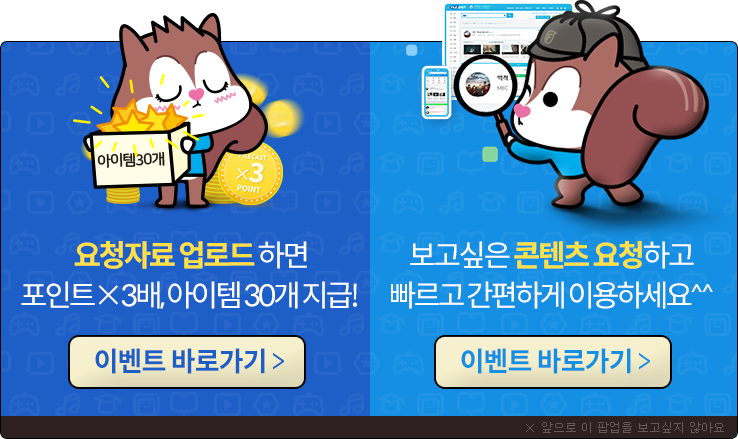 아이템30개
FILECAST
×3
POINT
요청자료 업로드 하면
포인트×3배, 아이템 30개 지급!
이벤트 바로가기 >
역적
MBC
보고싶은 콘텐츠 요청하고
빠르고 간편하게 이용하세요^^
이벤트 바로가기 >
× 앞으로 이 팝업을 보고싶지 않아요